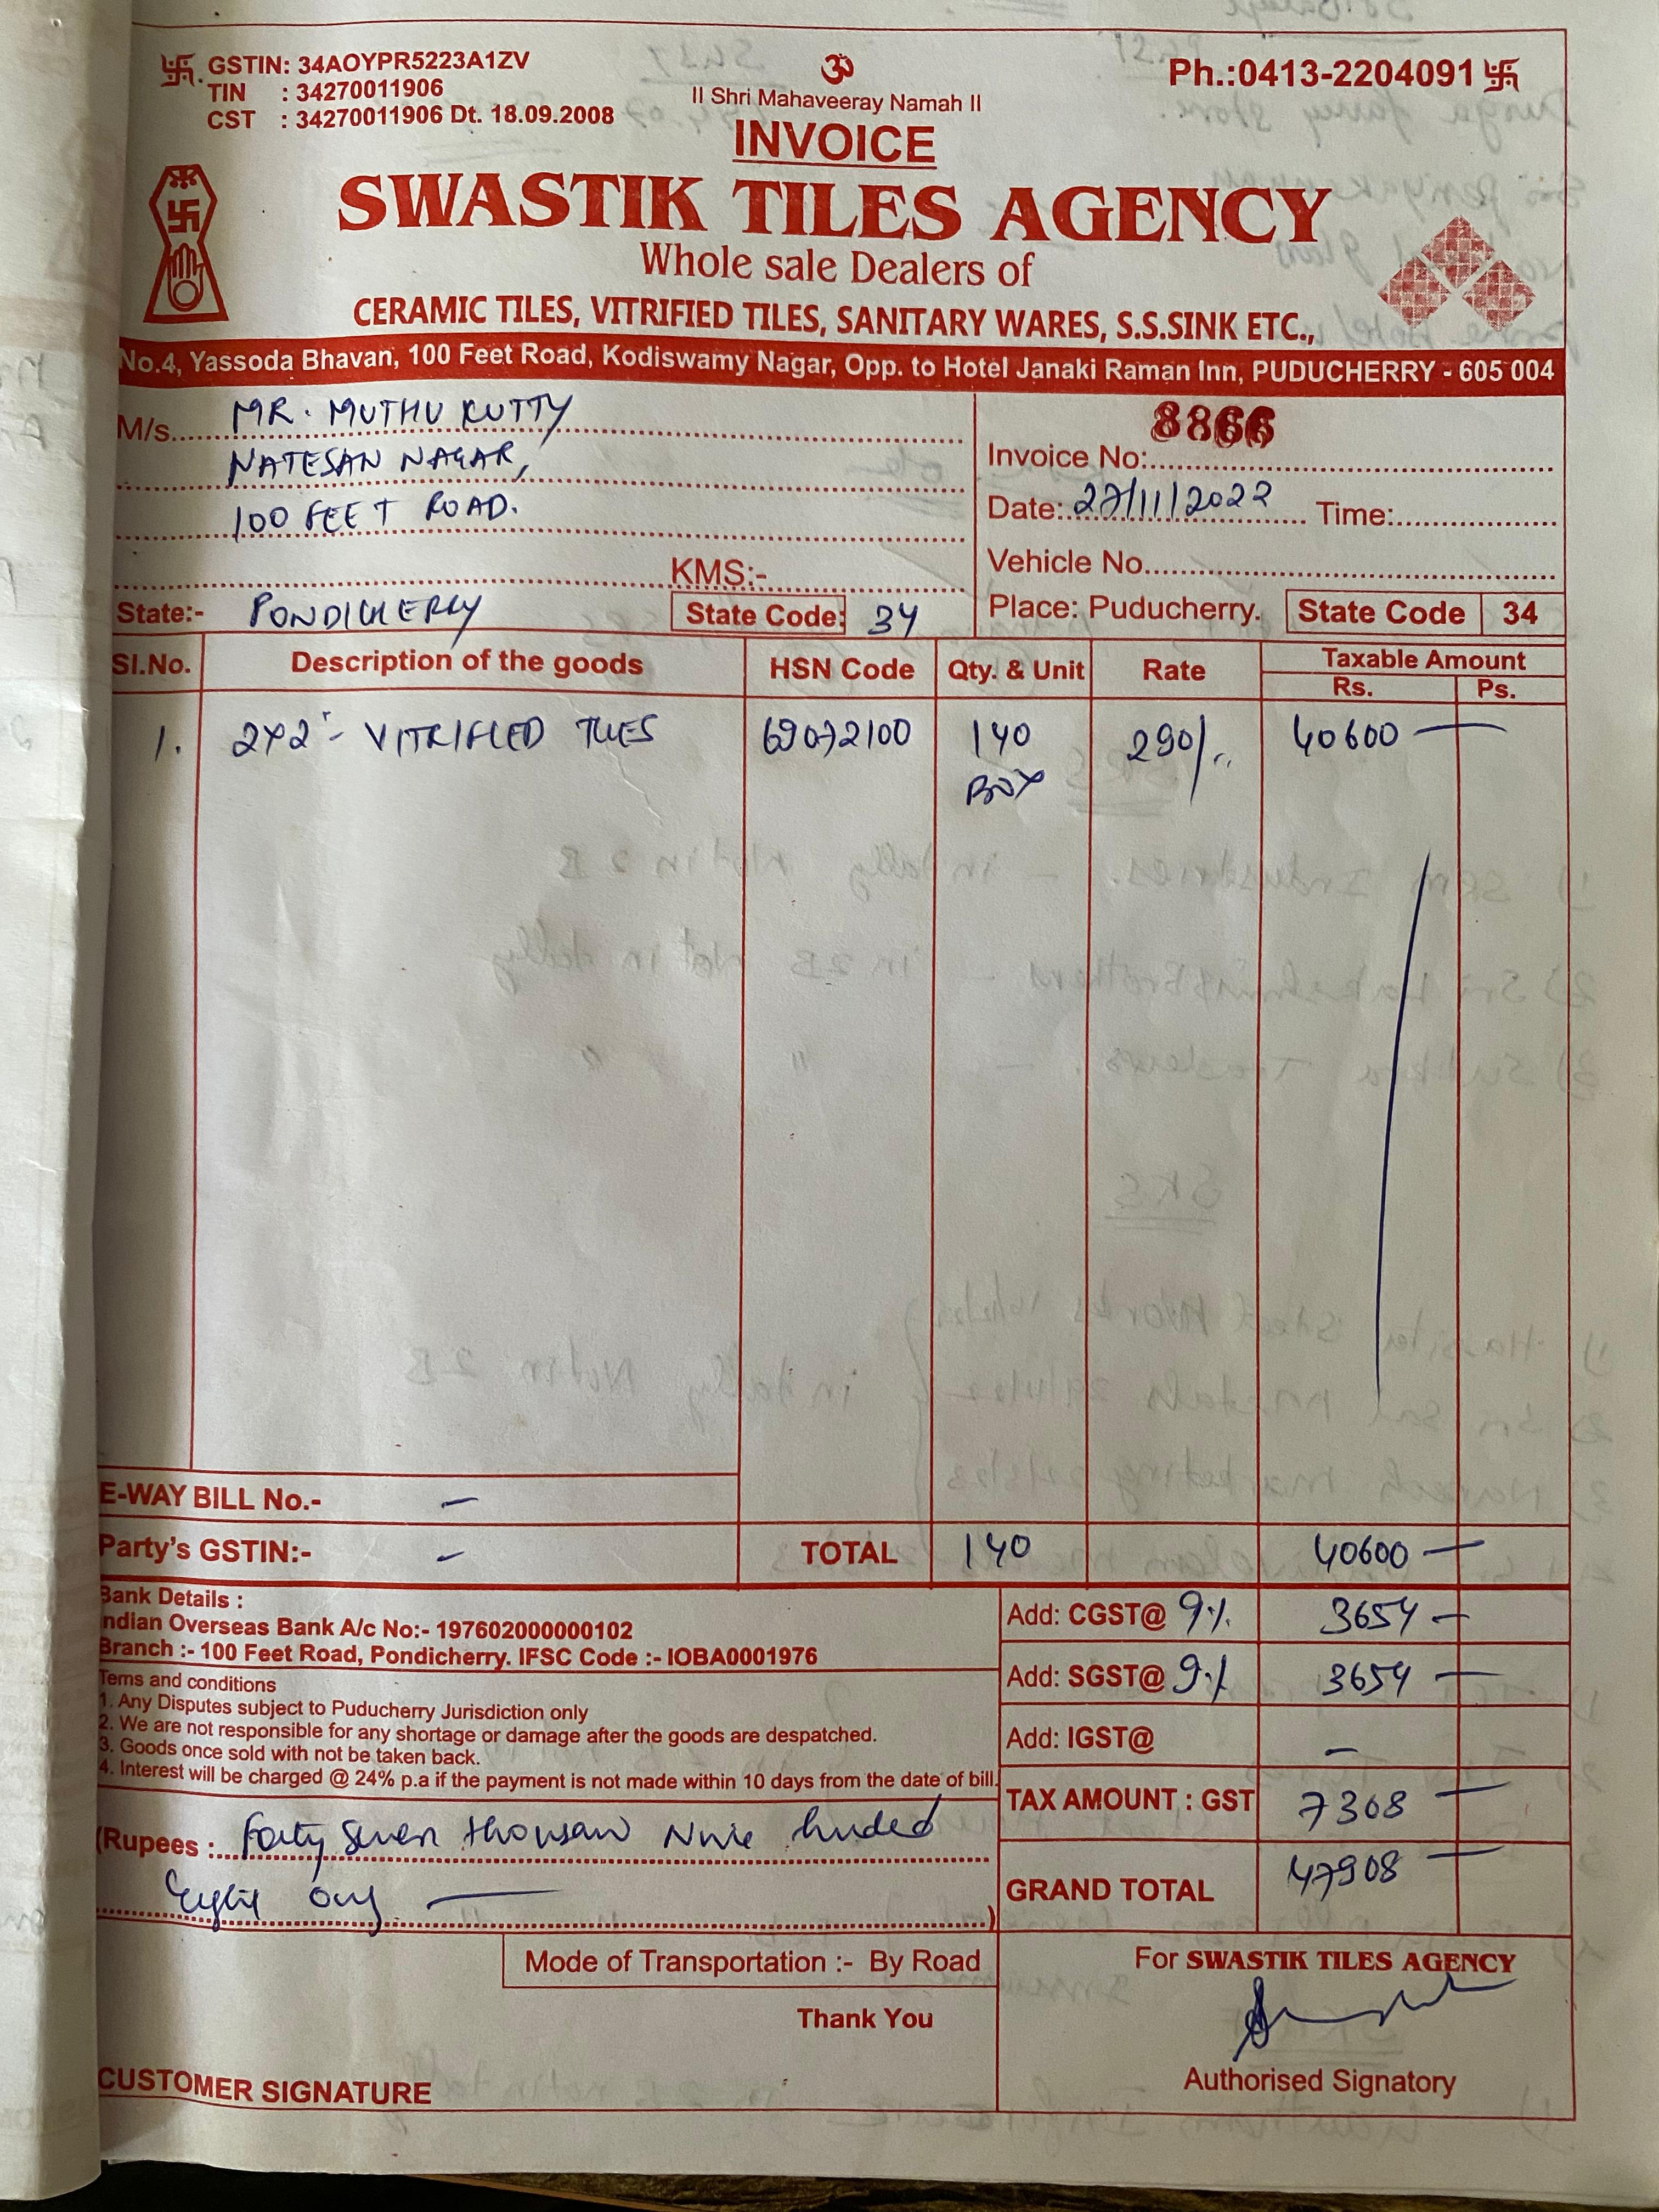 GSTIN: 34AOYPR5223A1ZV
TIN : 34270011906
CST : 34270011906 Dt. 18.09.2008
ॐ
II Shri Mahaveeray Namah II
Ph.:0413-2204091
INVOICE
SWASTIK TILES AGENCY
Whole sale Dealers of
CERAMIC TILES, VITRIFIED TILES, SANITARY WARES, S.S.SINK ETC.,
No.4, Yassoda Bhavan, 100 Feet Road, Kodiswamy Nagar, Opp. to Hotel Janaki Raman Inn, PUDUCHERRY - 605 004
M/s. MR. MUTHU KUTTY
NATESAN NAGAR,
100 FEET ROAD.
KMS:-
State:- PONDICHERRY State Code: 34
8866
Invoice No:
Date: 27/11/2022 Time:
Vehicle No.
Place: Puducherry. State Code 34
Sl.No. Description of the goods HSN Code Qty. & Unit Rate Taxable Amount
Rs. Ps.
1. 2x2 - VITRIFIED TILES 69072100 140 290/.. 40600 —
BOX
E-WAY BILL No.- —
Party's GSTIN:- — TOTAL 140 40600 —
Bank Details :
Indian Overseas Bank A/c No:- 197602000000102
Branch :- 100 Feet Road, Pondicherry. IFSC Code :- IOBA0001976
Tems and conditions
1. Any Disputes subject to Puducherry Jurisdiction only
2. We are not responsible for any shortage or damage after the goods are despatched.
3. Goods once sold with not be taken back.
4. Interest will be charged @ 24% p.a if the payment is not made within 10 days from the date of bill.
Add: CGST@ 9% 3654 —
Add: SGST@ 9% 3654 —
Add: IGST@ —
TAX AMOUNT : GST 7308 —
GRAND TOTAL 47908 —
(Rupees : Forty Seven thousan Nine huded
Eight Only —)
Mode of Transportation :- By Road
Thank You
CUSTOMER SIGNATURE
For SWASTIK TILES AGENCY
Authorised Signatory